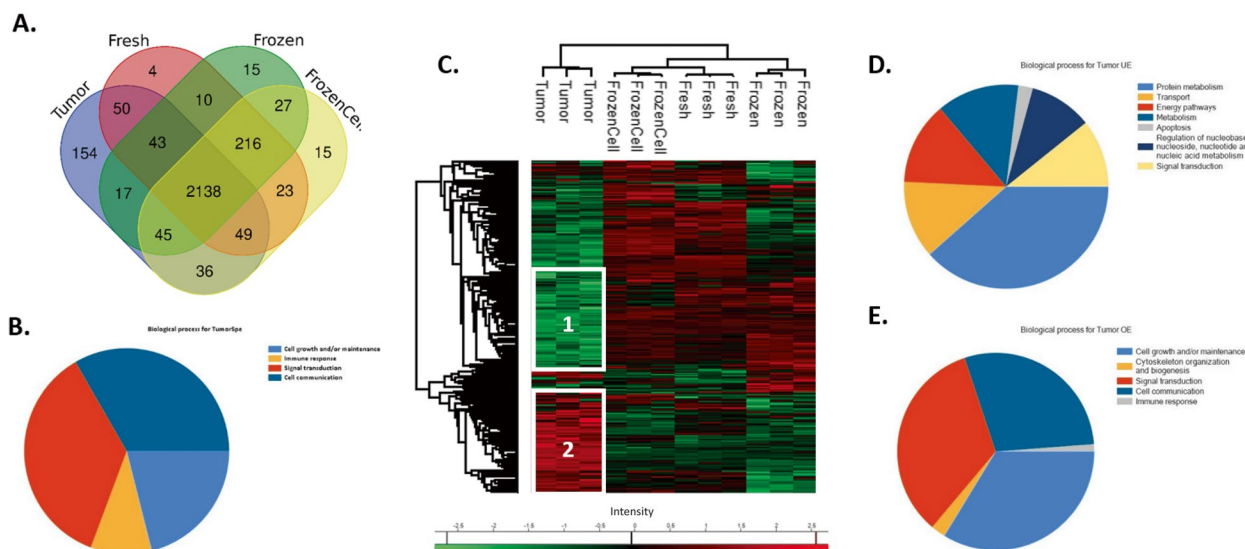 A.
Fresh
Frozen
Tumor
FrozenCel
4
15
50
10
27
154
43
216
15
17
2138
23
45
49
36
B.
Biological process for TumorSpe
Cell growth and/or maintenance
Immune response
Signal transduction
Cell communication
C.
Tumor
Tumor
Tumor
FrozenCell
FrozenCell
FrozenCell
Fresh
Fresh
Fresh
Frozen
Frozen
Frozen
1
2
Intensity
-2.5 -2 -1.5 -1 -0.5 0 0.5 1 1.5 2 2.5
D.
Biological process for Tumor UE
Protein metabolism
Transport
Energy pathways
Metabolism
Apoptosis
Regulation of nucleobase
nucleoside, nucleotide a
nucleic acid metabolism
Signal transduction
E.
Biological process for Tumor OE
Cell growth and/or maintenance
Cytoskeleton organization
and biogenesis
Signal transduction
Cell communication
Immune response